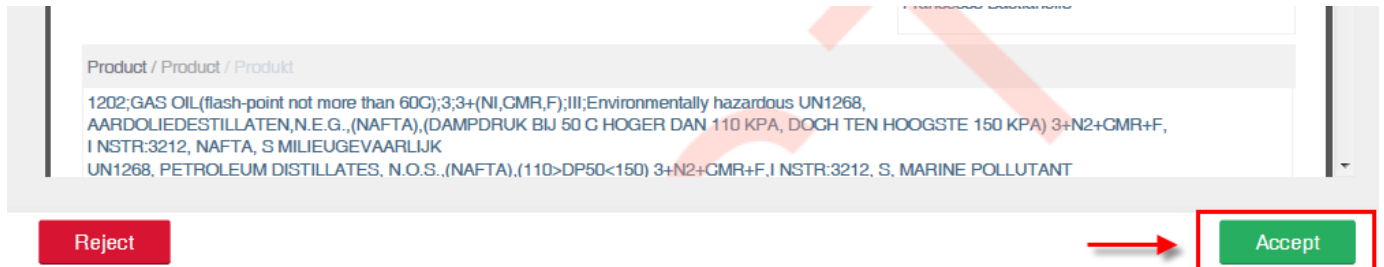 Product / Product / Produkt
1202;GAS OIL(flash-point not more than 60C);3;3+(N1,CMR,F);III;Environmentally hazardous UN1268,
AARDOLIEDESTILLATEN,N.E.G.,(NAFTA),(DAMPDRUK BIJ 50 C HOGER DAN 110 KPA, DOCH TEN HOOGSTE 150 KPA) 3+N2+CMR+F,
I NSTR:3212, NAFTA, S MILIEUGEVAARLIJK
UN1268, PETROLEUM DISTILLATES, N.O.S.,(NAFTA),(110>DP50<150) 3+N2+CMR+F,I NSTR:3212, S, MARINE POLLUTANT
Reject
Accept